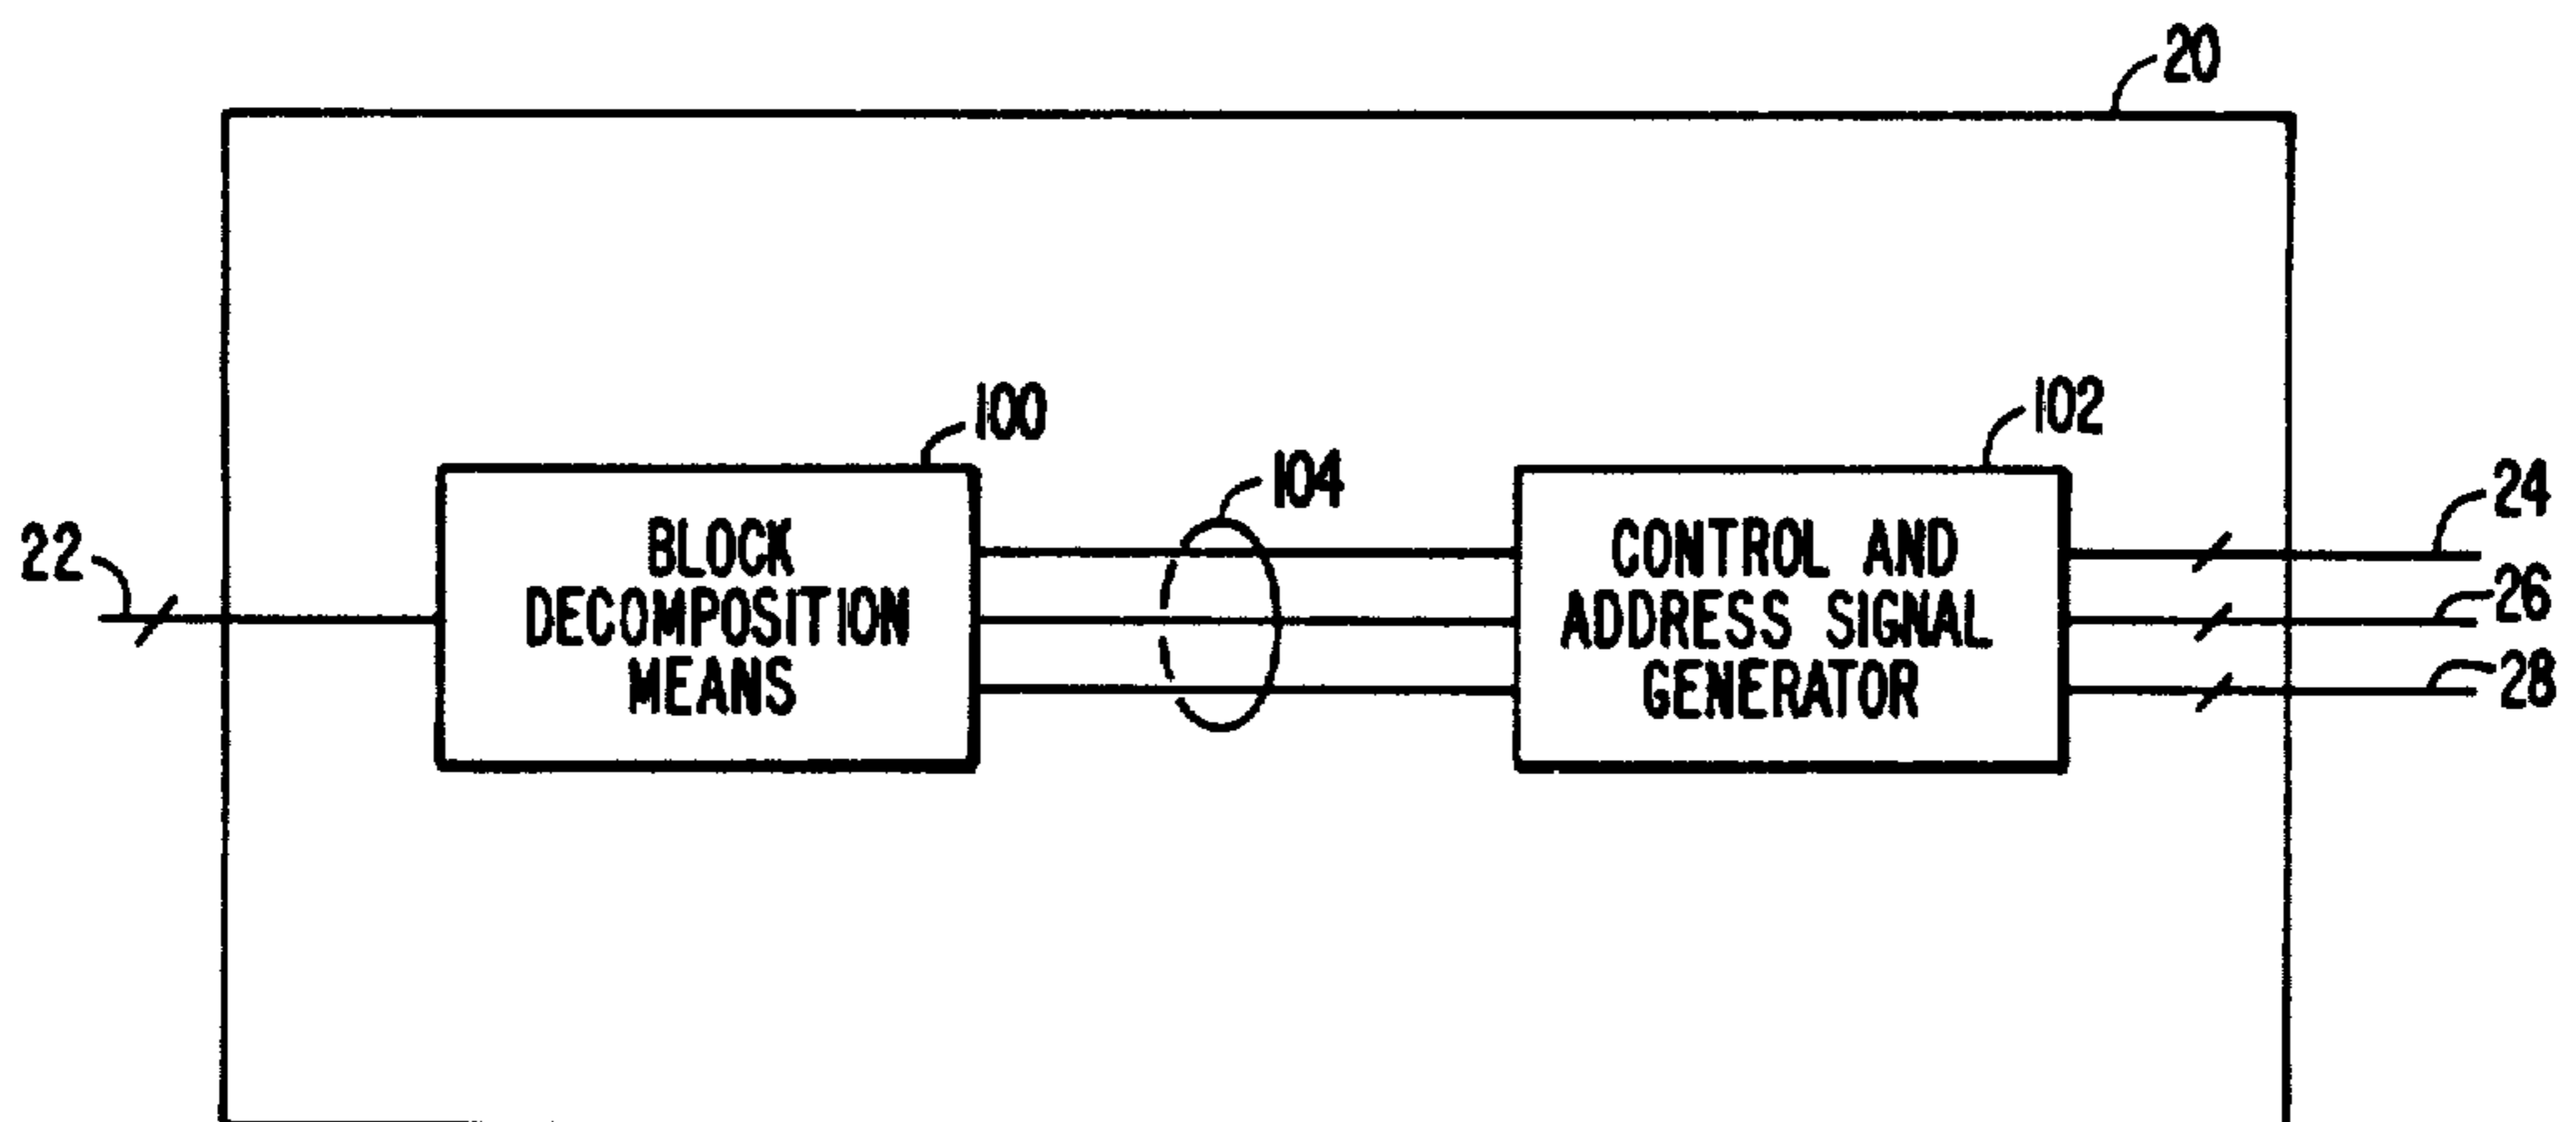 20
100
102
104
24
22
26
28
BLOCK
DECOMPOSITION
MEANS
CONTROL AND
ADDRESS SIGNAL
GENERATOR